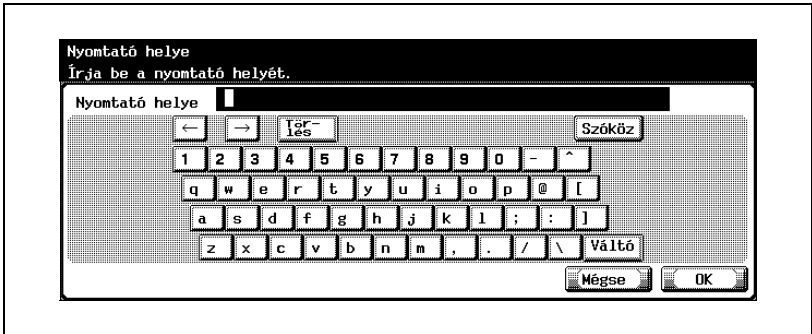 Nyomtató helye
Írja be a nyomtató helyét.
Nyomtató helye
← → Tör-
lés Szóköz
1 2 3 4 5 6 7 8 9 0 - ^
q w e r t y u i o p @ [
a s d f g h j k l ; : ]
z x c v b n m , . / \ Váltó
Mégse OK